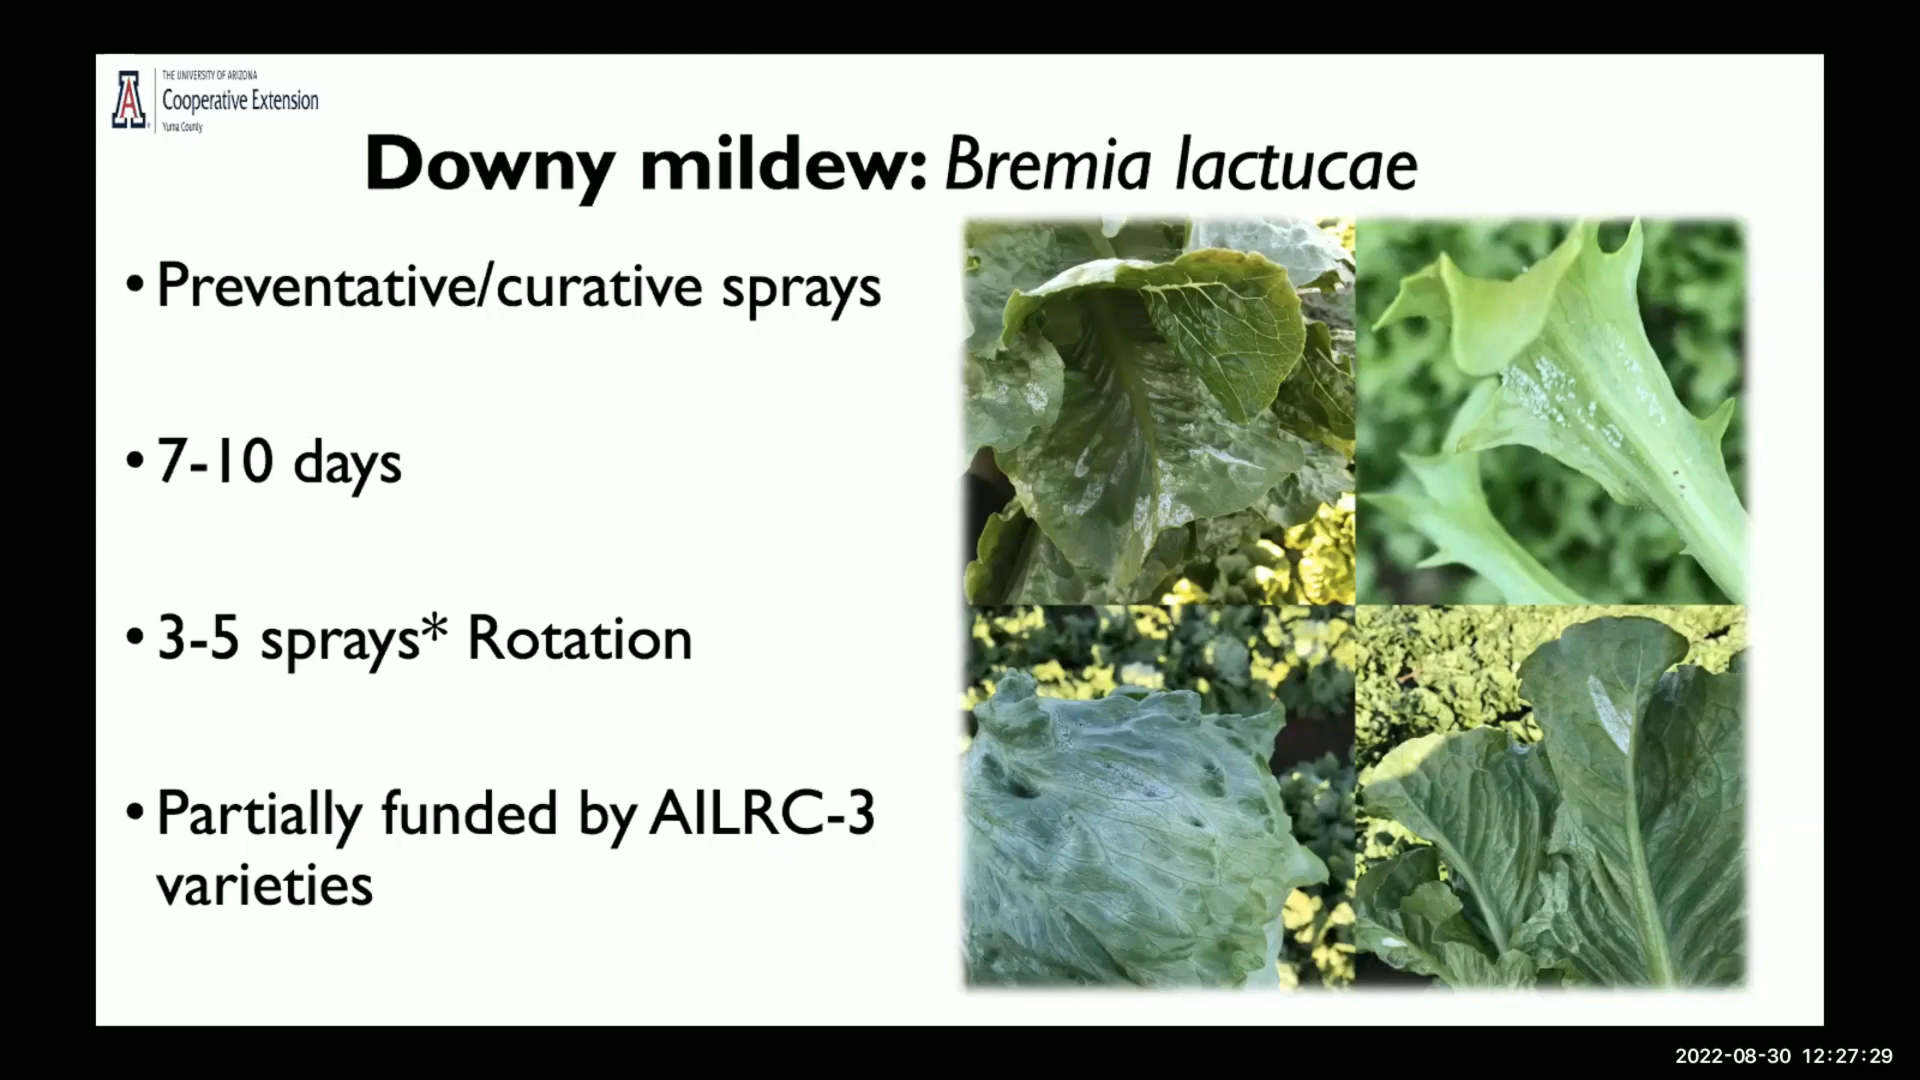 THE UNIVERSITY OF ARIZONA
Cooperative Extension
Yuma County
Downy mildew: Bremia lactucae
• Preventative/curative sprays
• 7-10 days
• 3-5 sprays* Rotation
• Partially funded by AILRC-3
varieties
2022-08-30 12:27:29